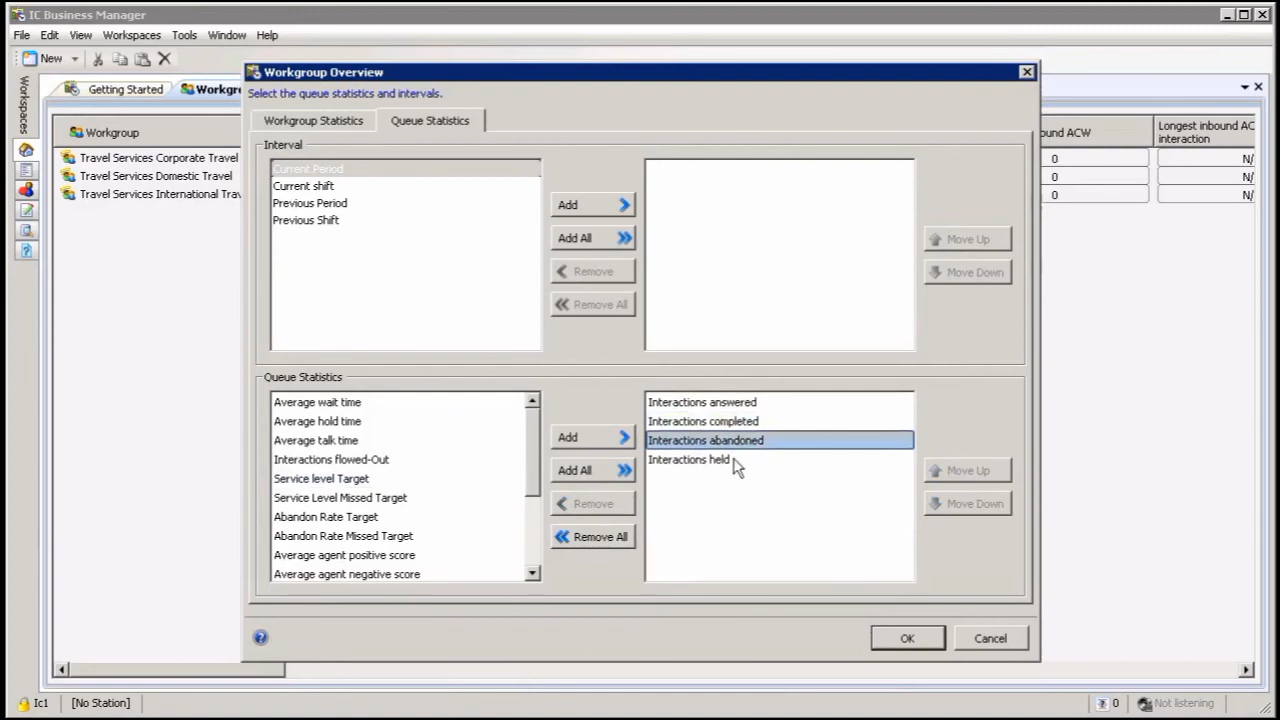 IC Business Manager
File Edit View Workspaces Tools Window Help
New
Workspaces
Getting Started
Workgr
Workgroup
Travel Services Corporate Travel
Travel Services Domestic Travel
Travel Services International Trav
ound ACW
Longest inbound AC
interaction
0
N/
0
N/
Workgroup Overview
Select the queue statistics and intervals.
Workgroup Statistics
Queue Statistics
Interval
Current Period
Current shift
Previous Period
Previous Shift
Add
Add All
Remove
Remove All
Move Up
Move Down
Queue Statistics
Average wait time
Average hold time
Average talk time
Interactions flowed-Out
Service level Target
Service Level Missed Target
Abandon Rate Target
Abandon Rate Missed Target
Average agent positive score
Average agent negative score
Add
Add All
Remove
Remove All
Interactions answered
Interactions completed
Interactions abandoned
Interactions held
Move Up
Move Down
OK
Cancel
Ic1
[No Station]
0
Not listening